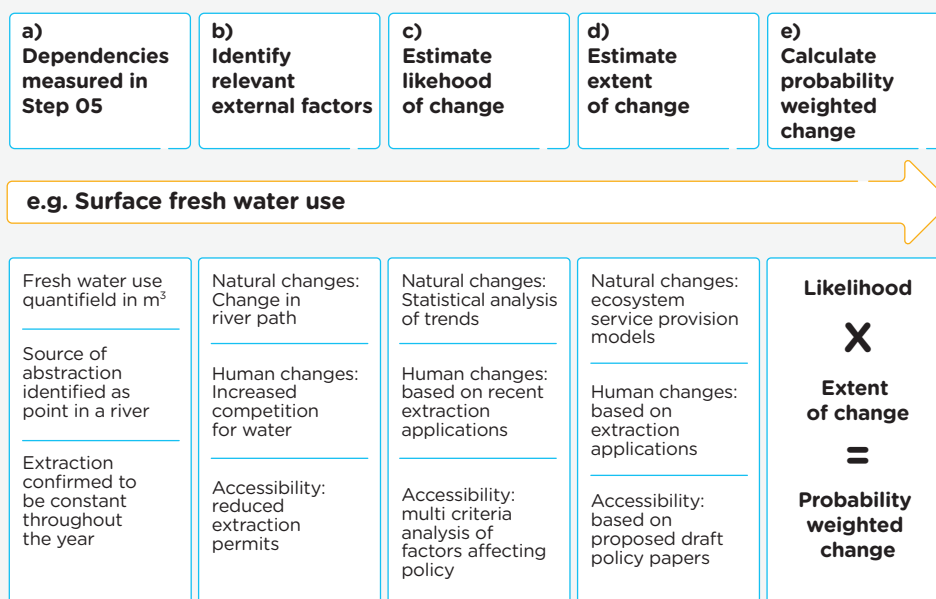 a)
Dependencies
measured in
Step 05
b)
Identify
relevant
external factors
c)
Estimate
likehood
of change
d)
Estimate
extent
of change
e)
Calculate
probability
weighted
change
e.g. Surface fresh water use
Fresh water use
quantifield in m³
Source of
abstraction
identified as
point in a river
Extraction
confirmed to
be constant
throughout
the year
Natural changes:
Change in
river path
Human changes:
Increased
competition
for water
Accessibility:
reduced
extraction
permits
Natural changes:
Statistical analysis
of trends
Human changes:
based on recent
extraction
applications
Accessibility:
multi criteria
analysis of
factors affecting
policy
Natural changes:
ecosystem
service provision
models
Human changes:
based on
extraction
applications
Accessibility:
based on
proposed draft
policy papers
Likelihood
X
Extent
of change
=
Probability
weighted
change